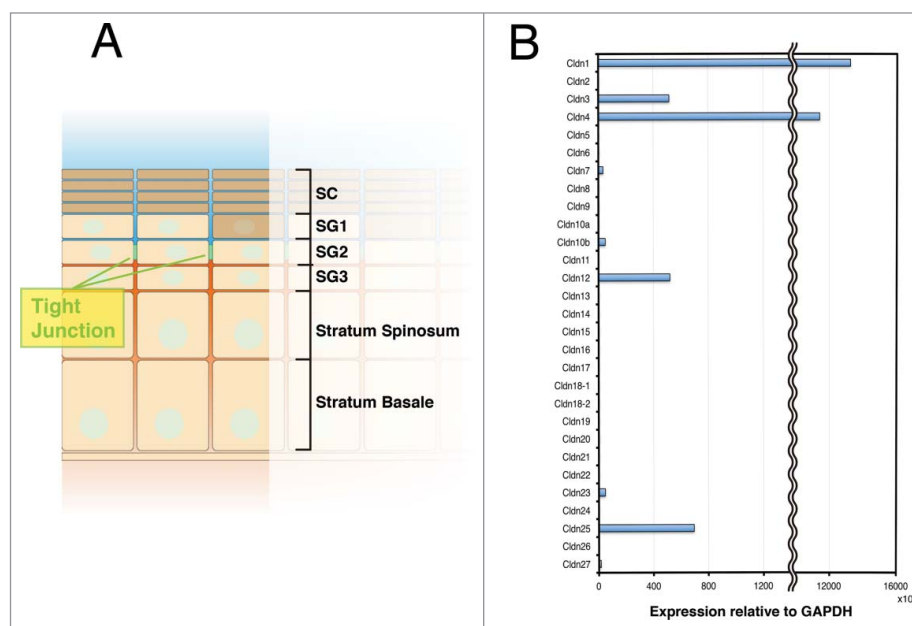 A
SC
SG1
SG2
SG3
Tight
Junction
Stratum Spinosum
Stratum Basale
B
Cldn1
Cldn2
Cldn3
Cldn4
Cldn5
Cldn6
Cldn7
Cldn8
Cldn9
Cldn10a
Cldn10b
Cldn11
Cldn12
Cldn13
Cldn14
Cldn15
Cldn16
Cldn17
Cldn18-1
Cldn18-2
Cldn19
Cldn20
Cldn21
Cldn22
Cldn23
Cldn24
Cldn25
Cldn26
Cldn27
0 400 800 1200 12000 16000
Expression relative to GAPDH